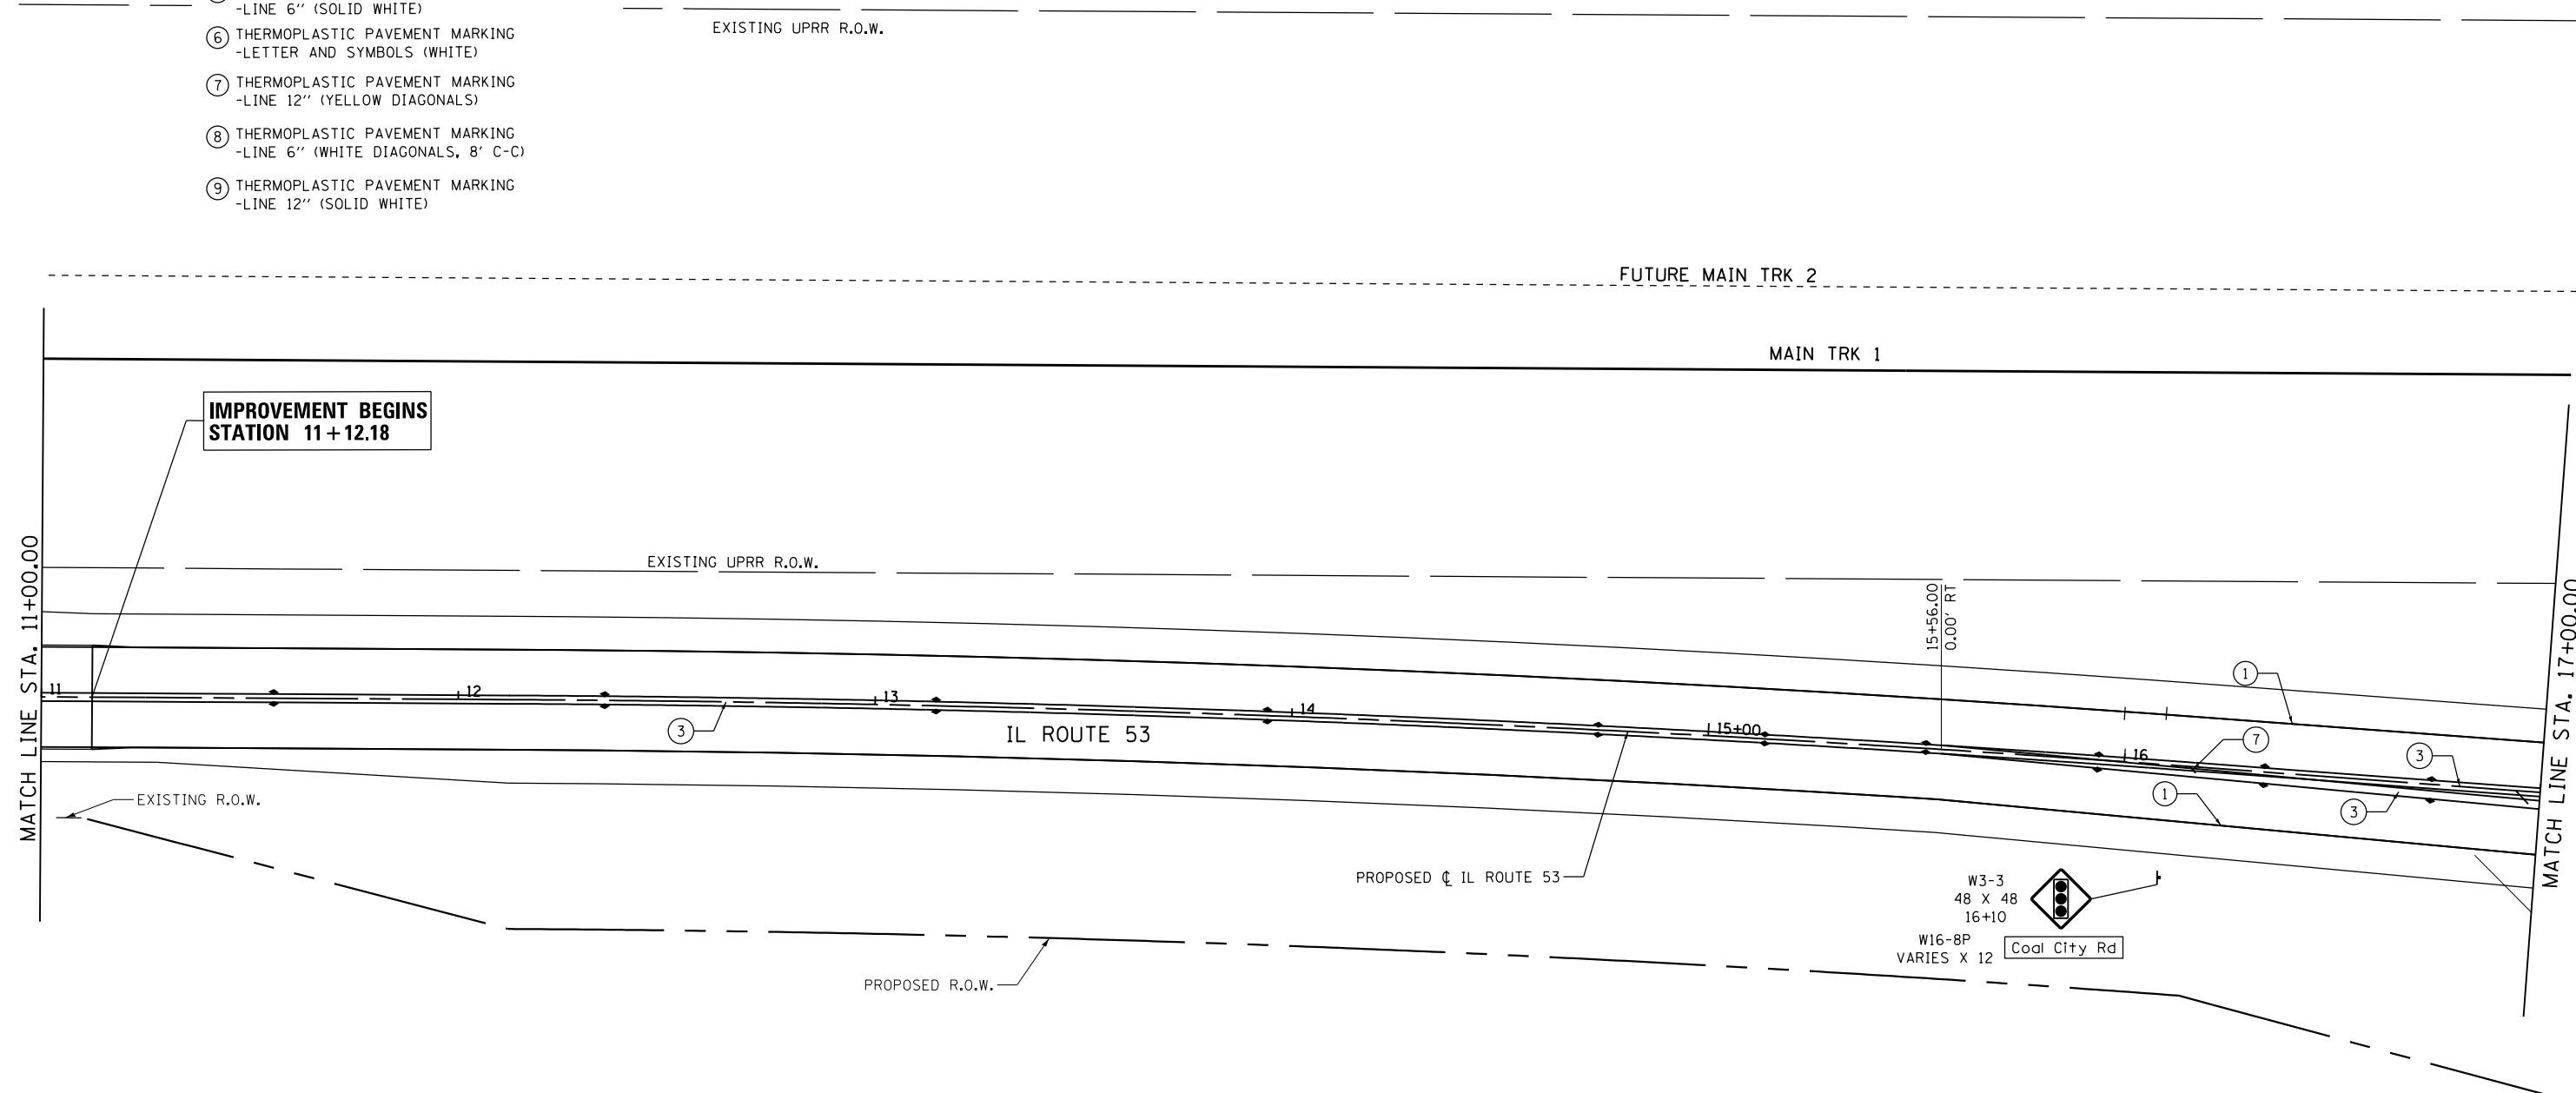 -LINE 6" (SOLID WHITE)
EXISTING UPRR R.O.W.
6 THERMOPLASTIC PAVEMENT MARKING
-LETTER AND SYMBOLS (WHITE)
7 THERMOPLASTIC PAVEMENT MARKING
-LINE 12" (YELLOW DIAGONALS)
8 THERMOPLASTIC PAVEMENT MARKING
-LINE 6" (WHITE DIAGONALS, 8' C-C)
9 THERMOPLASTIC PAVEMENT MARKING
-LINE 12" (SOLID WHITE)
FUTURE MAIN TRK 2
MAIN TRK 1
IMPROVEMENT BEGINS
STATION 11+12.18
EXISTING UPRR R.O.W.
MATCH LINE STA. 11+00.00
15+56.00
0.00' RT
MATCH LINE STA. 17+00.00
11
12
13
14
15+00
16
1
7
3
3
IL ROUTE 53
1
3
EXISTING R.O.W.
PROPOSED ℄ IL ROUTE 53
W3-3
48 X 48
16+10
W16-8P
VARIES X 12
Coal City Rd
PROPOSED R.O.W.